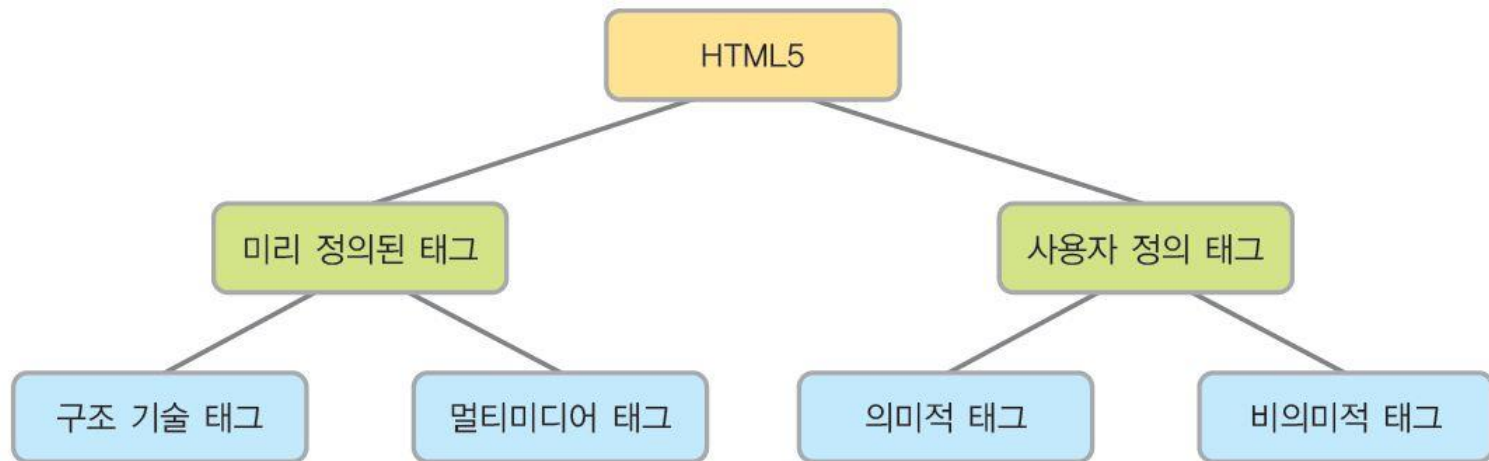 HTML5
미리 정의된 태그
사용자 정의 태그
구조 기술 태그
멀티미디어 태그
의미적 태그
비의미적 태그